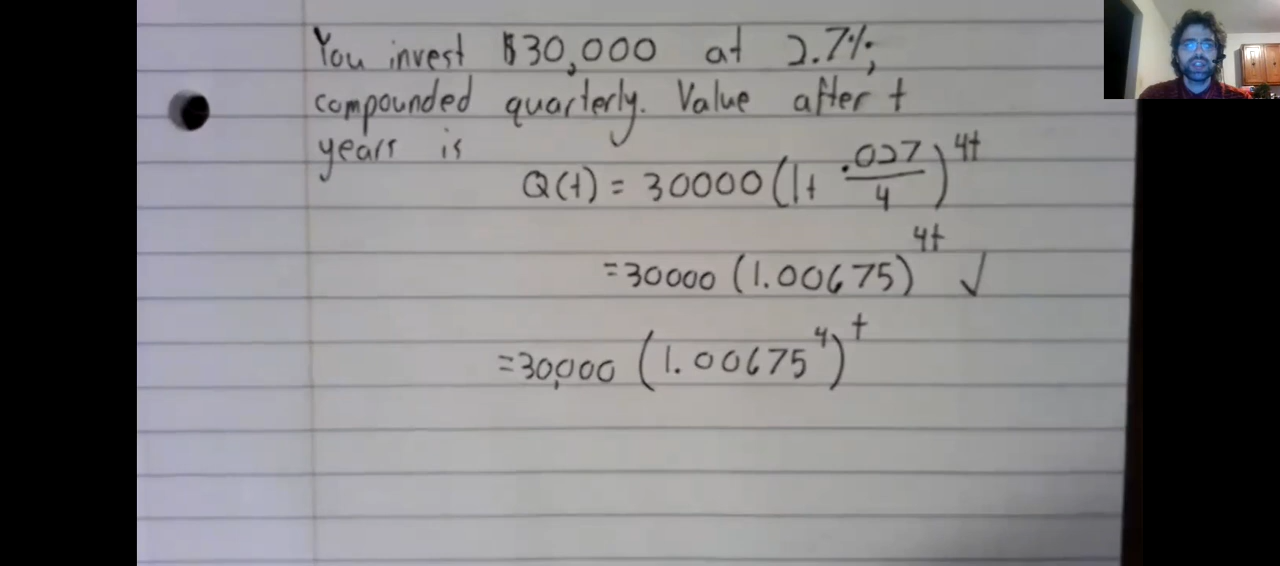 You invest $30,000 at 2.7%,
compounded quarterly. Value after t
years is
Q(t) = 30000 (1 + .027/4)^4t
= 30000 (1.00675)^4t ✓
= 30,000 (1.00675^4)^t